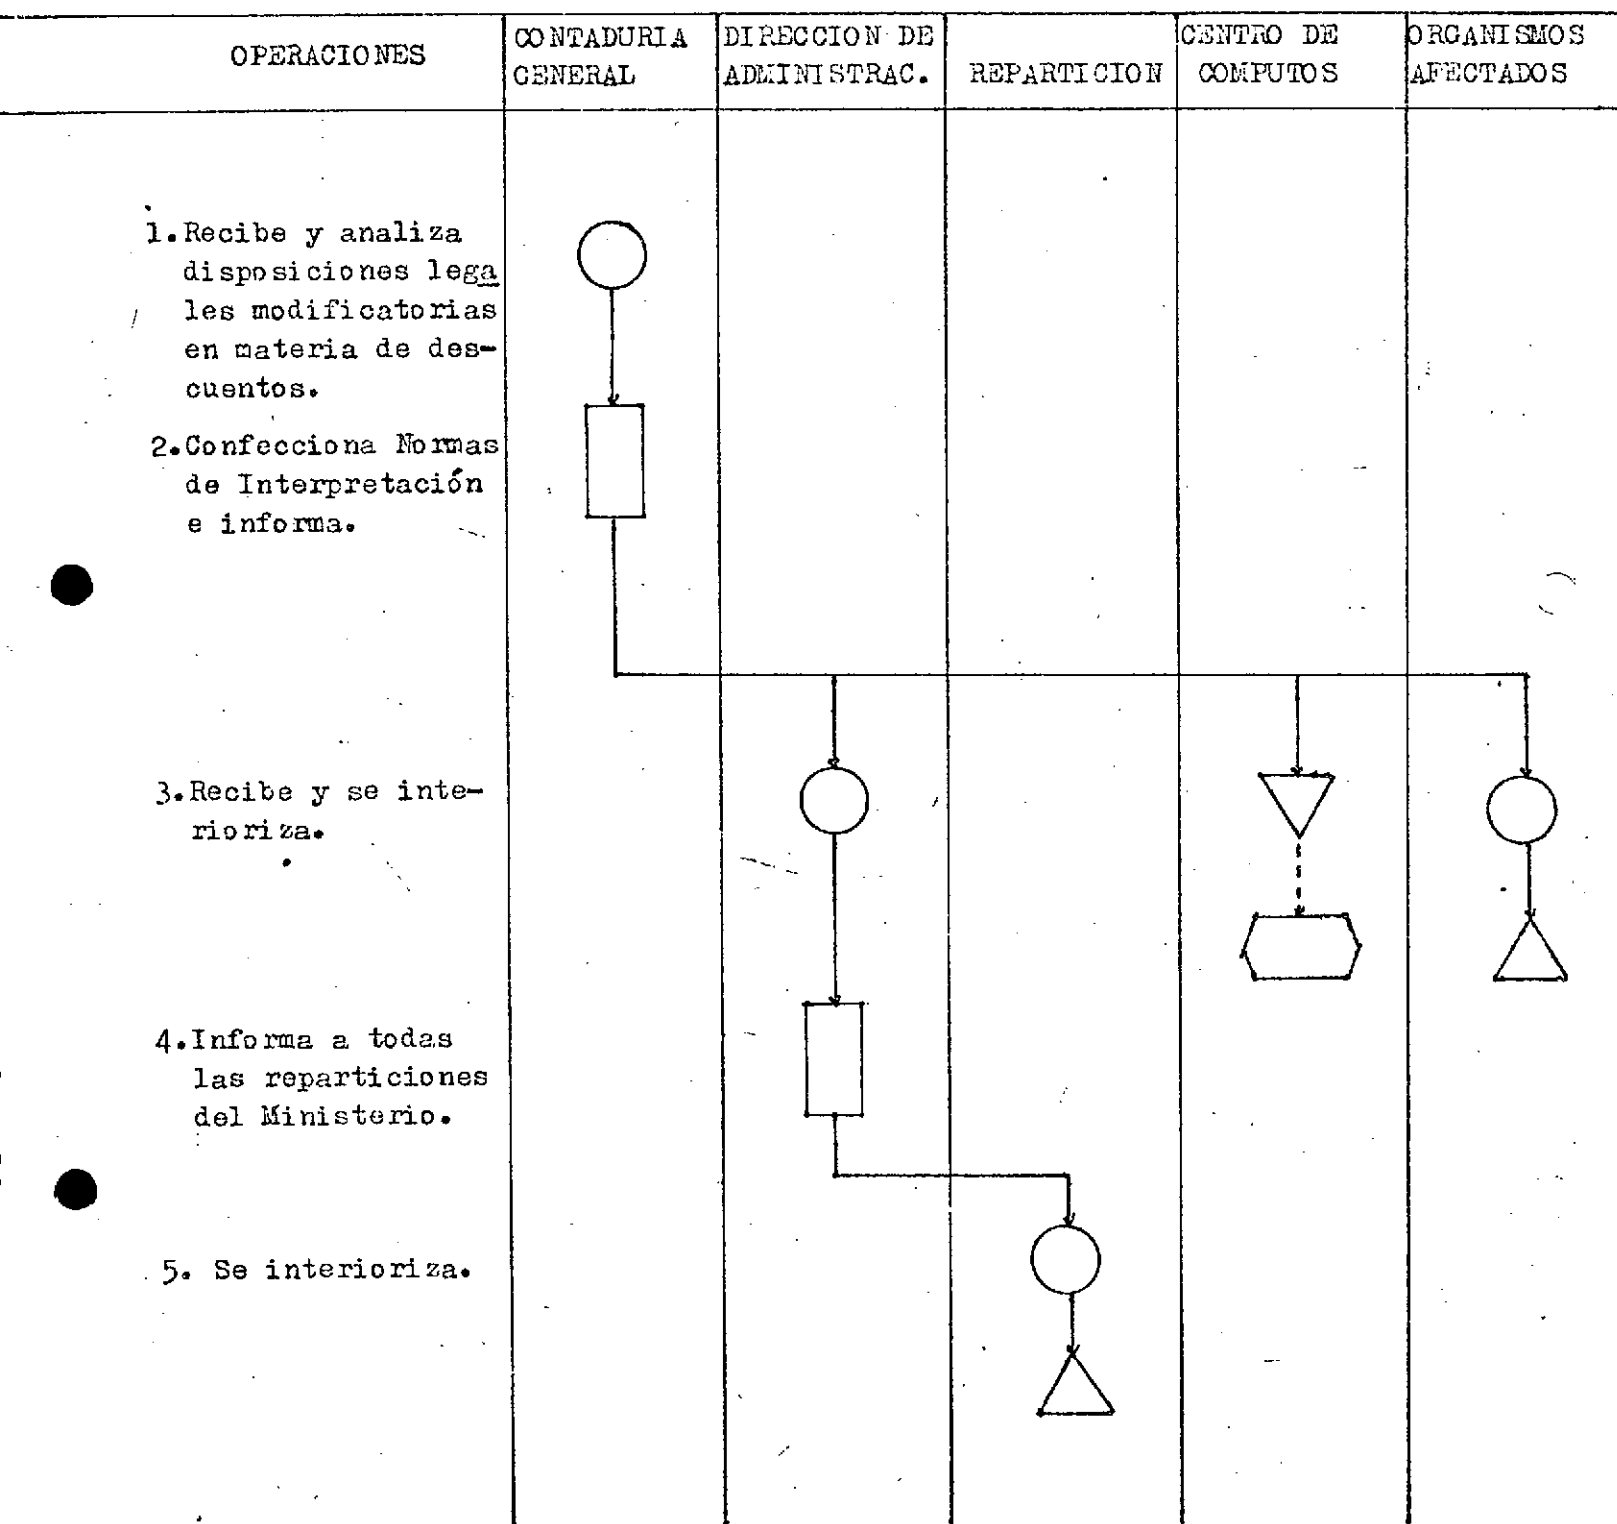 OPERACIONES
CONTADURIA
GENERAL
DIRECCION DE
ADMINISTRAC.
REPARTICION
CENTRO DE
COMPUTOS
ORGANISMOS
AFECTADOS
1.Recibe y analiza
disposiciones lega
les modificatorias
en materia de des-
cuentos.
2.Confecciona Normas
de Interpretación
e informa.
3.Recibe y se inte-
rioriza.
4.Informa a todas
las reparticiones
del Ministerio.
5. Se interioriza.